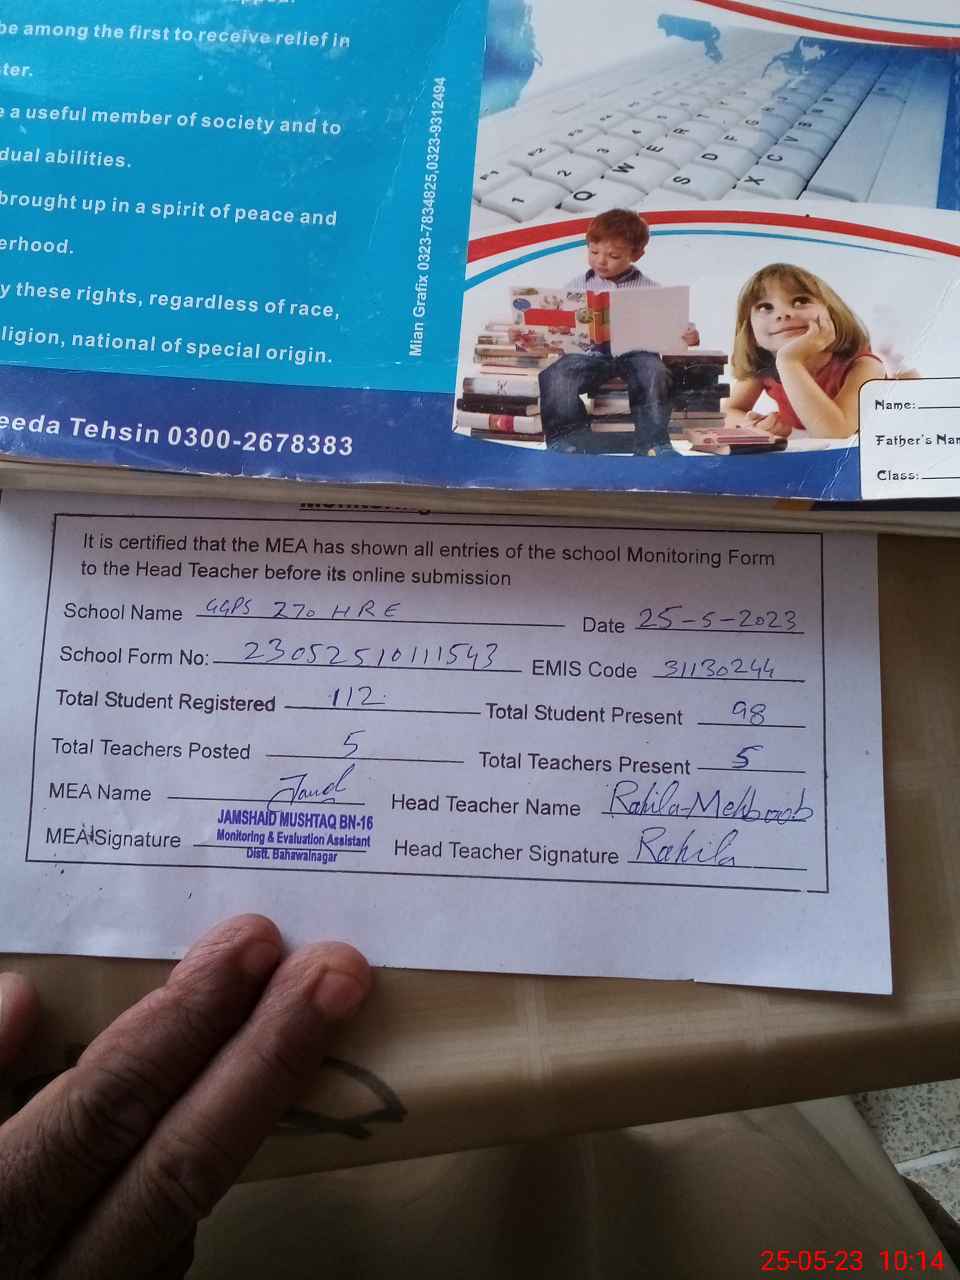 be among the first to receive relief in
ter.
e a useful member of society and to
dual abilities.
brought up in a spirit of peace and
erhood.
y these rights, regardless of race,
ligion, national of special origin.
Mian Grafix 0323-7834825,0323-9312494
eeda Tehsin 0300-2678383
Name:
Father's Nam
Class:
It is certified that the MEA has shown all entries of the school Monitoring Form
to the Head Teacher before its online submission
School Name GGPS 270 HRE Date 25-5-2023
School Form No: 23052510111543 EMIS Code 31130244
Total Student Registered 112 Total Student Present 98
Total Teachers Posted 5 Total Teachers Present 5
MEA Name Head Teacher Name Rahila Mehboob
JAMSHAID MUSHTAQ BN-16
MEA Signature Monitoring & Evaluation Assistant Head Teacher Signature Rahila
Distt. Bahawalnagar
25-05-23 10:14